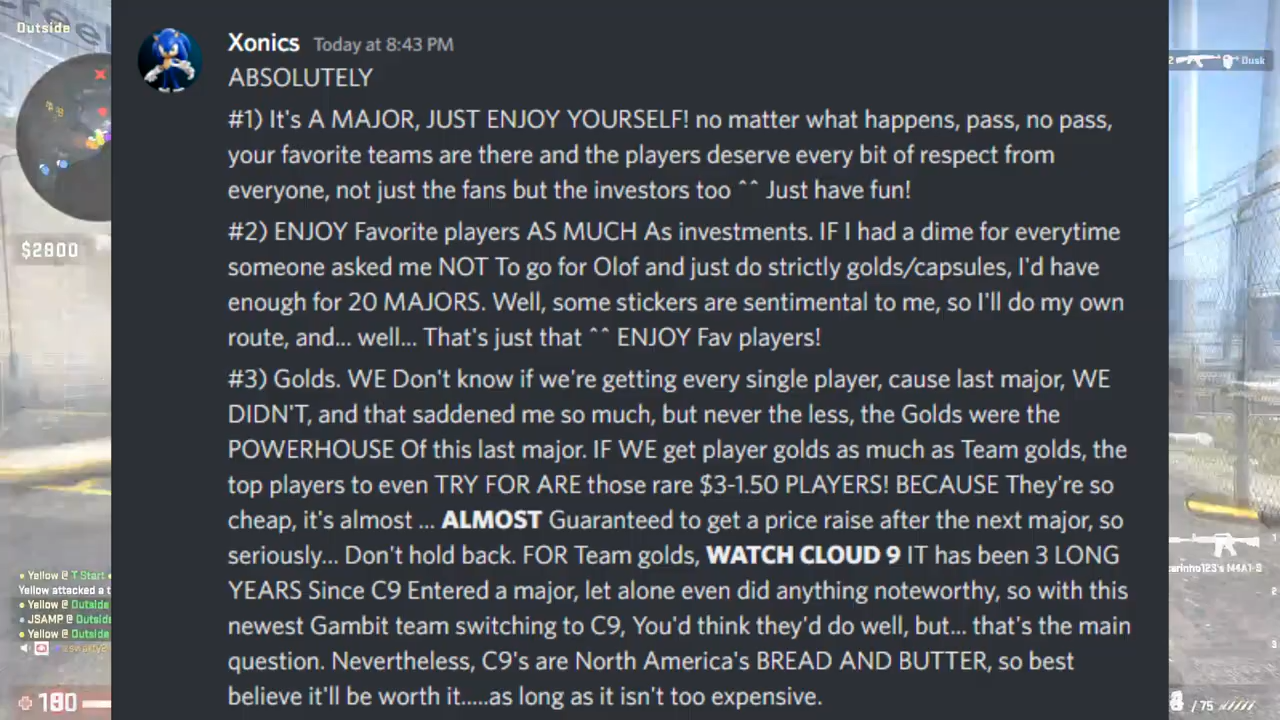 Outside
Xonics Today at 8:43 PM
ABSOLUTELY
#1) It's A MAJOR, JUST ENJOY YOURSELF! no matter what happens, pass, no pass,
your favorite teams are there and the players deserve every bit of respect from
everyone, not just the fans but the investors too ^^ Just have fun!
#2) ENJOY Favorite players AS MUCH As investments. IF I had a dime for everytime
someone asked me NOT To go for Olof and just do strictly golds/capsules, I'd have
enough for 20 MAJORS. Well, some stickers are sentimental to me, so I'll do my own
route, and... well... That's just that ^^ ENJOY Fav players!
#3) Golds. WE Don't know if we're getting every single player, cause last major, WE
DIDN'T, and that saddened me so much, but never the less, the Golds were the
POWERHOUSE Of this last major. IF WE get player golds as much as Team golds, the
top players to even TRY FOR ARE those rare $3-1.50 PLAYERS! BECAUSE They're so
cheap, it's almost ... ALMOST Guaranteed to get a price raise after the next major, so
seriously... Don't hold back. FOR Team golds, WATCH CLOUD 9 IT has been 3 LONG
YEARS Since C9 Entered a major, let alone even did anything noteworthy, so with this
newest Gambit team switching to C9, You'd think they'd do well, but... that's the main
question. Nevertheless, C9's are North America's BREAD AND BUTTER, so best
believe it'll be worth it.....as long as it isn't too expensive.
$2800
Yellow @ T Start
Yellow attacked a t
Yellow @ Outside
JSAMP @ Outside
Yellow @ Outside
190
2
Dusk
1
erinho123's M4A1-S
2
3
/ 75